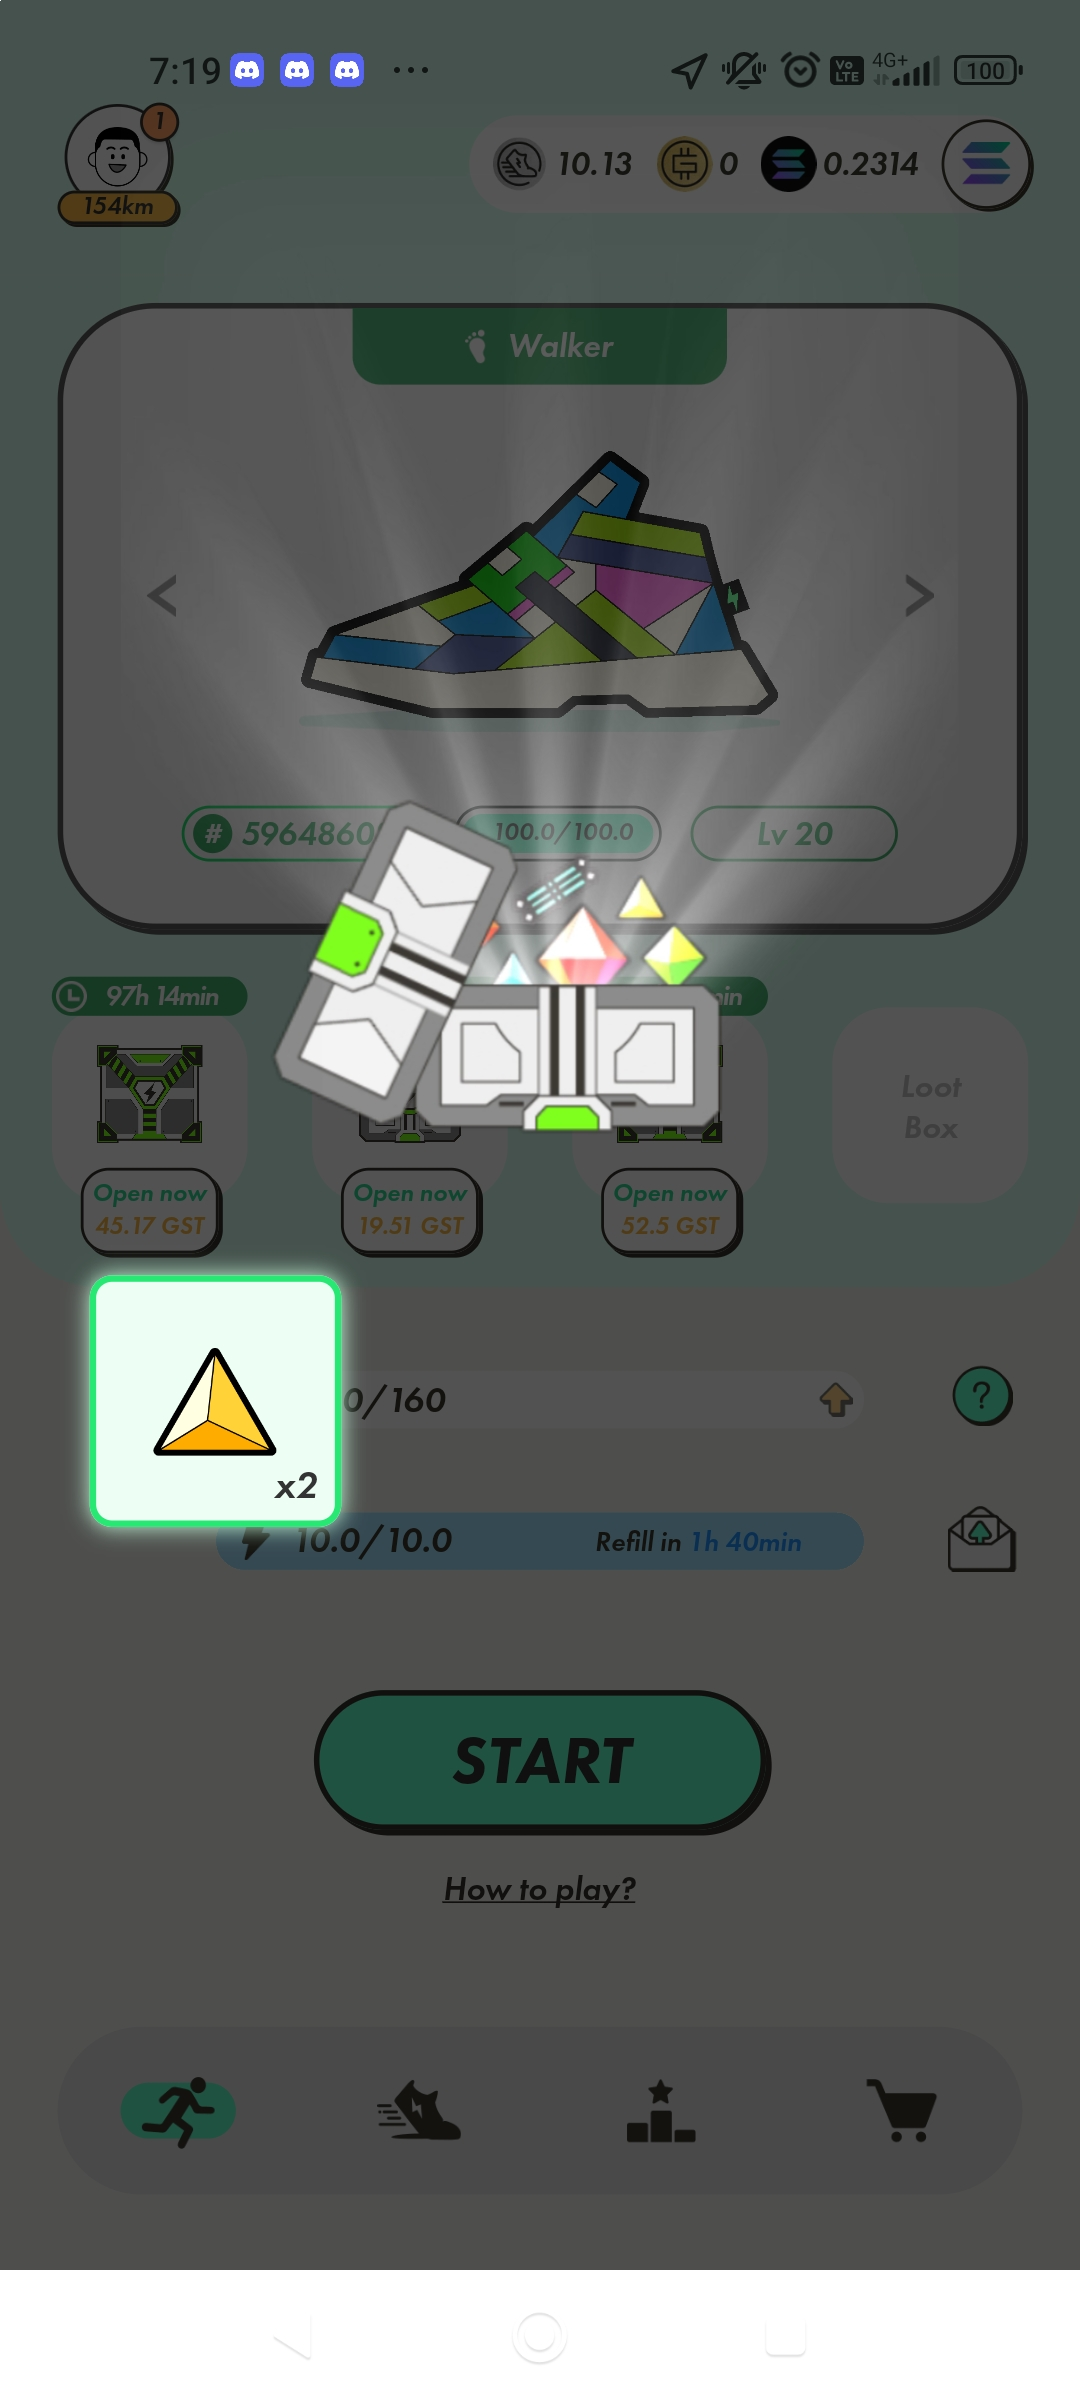 7:19
Vo LTE
4G+
100
1
154km
10.13
0
0.2314
Walker
# 5964860
100.0/100.0
Lv 20
97h 14min
Loot
Box
Open now
45.17 GST
Open now
19.51 GST
Open now
52.5 GST
x2
0/160
?
10.0/10.0
Refill in 1h 40min
START
How to play?